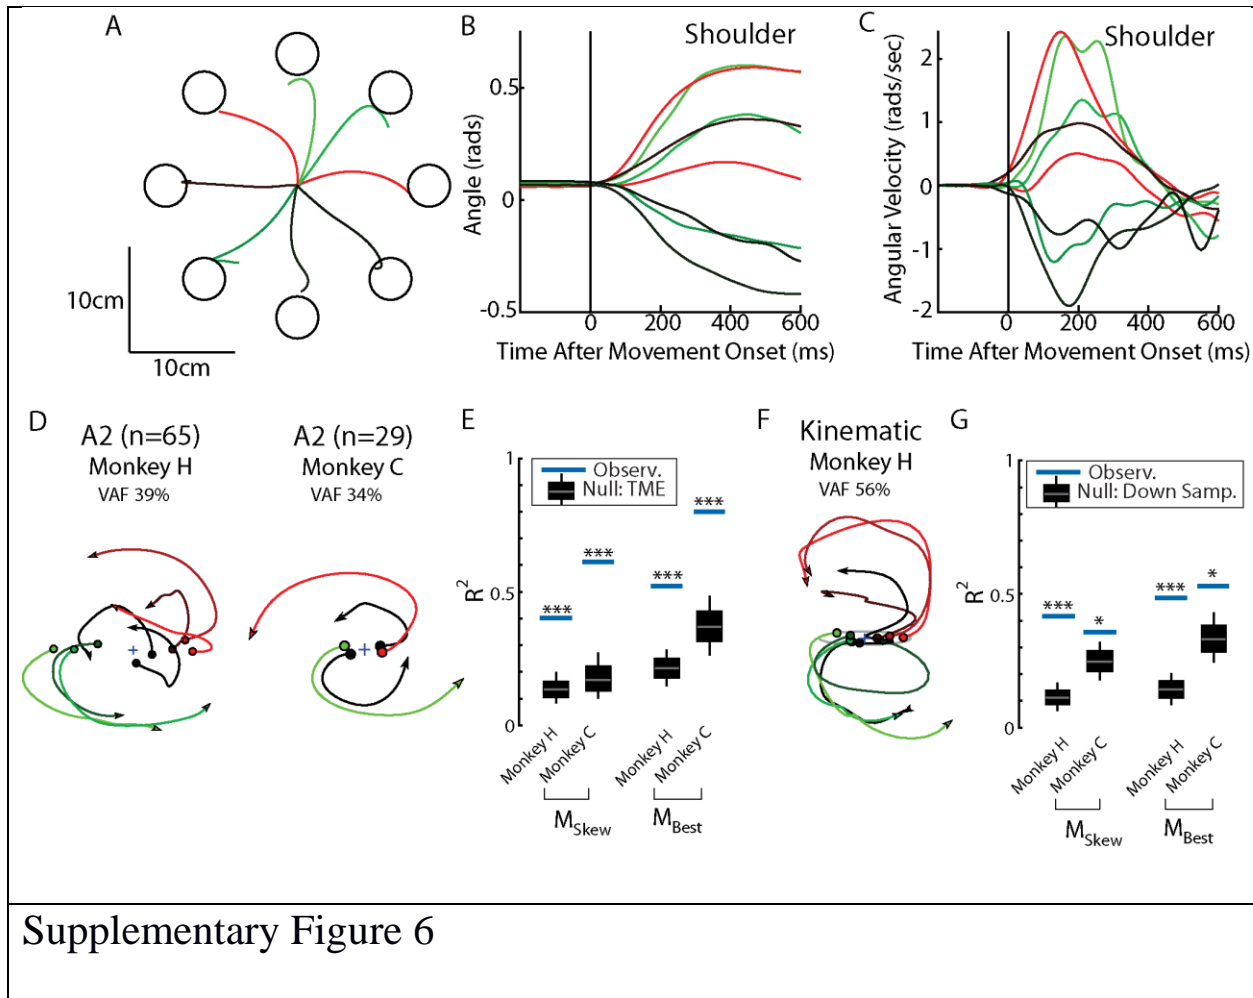 A
10cm
10cm
B
Shoulder
Angle (rads)
0.5
0
-0.5
0
200
400
600
Time After Movement Onset (ms)
C
Shoulder
Angular Velocity (rads/sec)
2
1
0
-1
-2
0
200
400
600
Time After Movement Onset (ms)
D
A2 (n=65)
Monkey H
VAF 39%
A2 (n=29)
Monkey C
VAF 34%
E
1
0.5
0
R2
Observ.
Null: TME
***
***
***
***
Monkey H
Monkey C
Monkey H
Monkey C
MSkew
MBest
F
Kinematic
Monkey H
VAF 56%
G
1
0.5
0
R2
Observ.
Null: Down Samp.
***
*
***
*
Monkey H
Monkey C
Monkey H
Monkey C
MSkew
MBest
Supplementary Figure 6